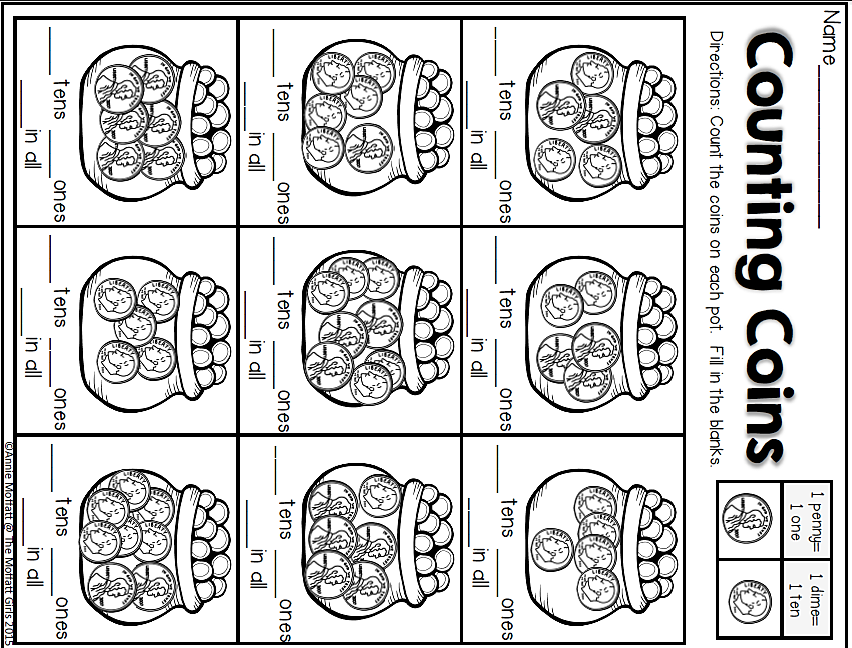 Name ____________
Counting Coins
1 penny=
1 one
1 dime=
1 ten
Directions: Count the coins on each pot. Fill in the blanks.
___ tens ___ ones
___ in all
___ tens ___ ones
___ in all
___ tens ___ ones
___ in all
___ tens ___ ones
___ in all
___ tens ___ ones
___ in all
___ tens ___ ones
___ in all
___ tens ___ ones
___ in all
___ tens ___ ones
___ in all
___ tens ___ ones
___ in all
©Annie Moffatt @ The Moffatt Girls 2015